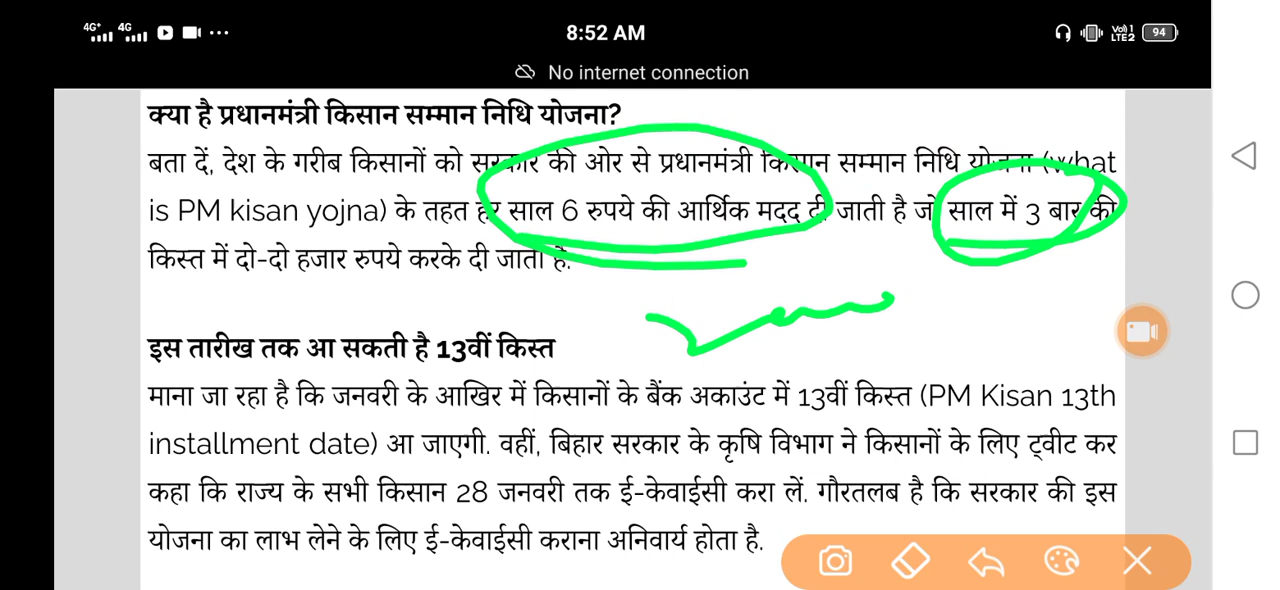 4G+ 4G 8:52 AM Vo) 1 LTE2 94
No internet connection
क्या है प्रधानमंत्री किसान सम्मान निधि योजना?
बता दें, देश के गरीब किसानों को सरकार की ओर से प्रधानमंत्री किसान सम्मान निधि योजना (what
is PM kisan yojna) के तहत हर साल 6 रुपये की आर्थिक मदद दी जाती है जो साल में 3 बार की
किस्त में दो-दो हजार रुपये करके दी जाती है.
इस तारीख तक आ सकती है 13वीं किस्त
माना जा रहा है कि जनवरी के आखिर में किसानों के बैंक अकाउंट में 13वीं किस्त (PM Kisan 13th
installment date) आ जाएगी. वहीं, बिहार सरकार के कृषि विभाग ने किसानों के लिए ट्वीट कर
कहा कि राज्य के सभी किसान 28 जनवरी तक ई-केवाईसी करा लें. गौरतलब है कि सरकार की इस
योजना का लाभ लेने के लिए ई-केवाईसी कराना अनिवार्य होता है.